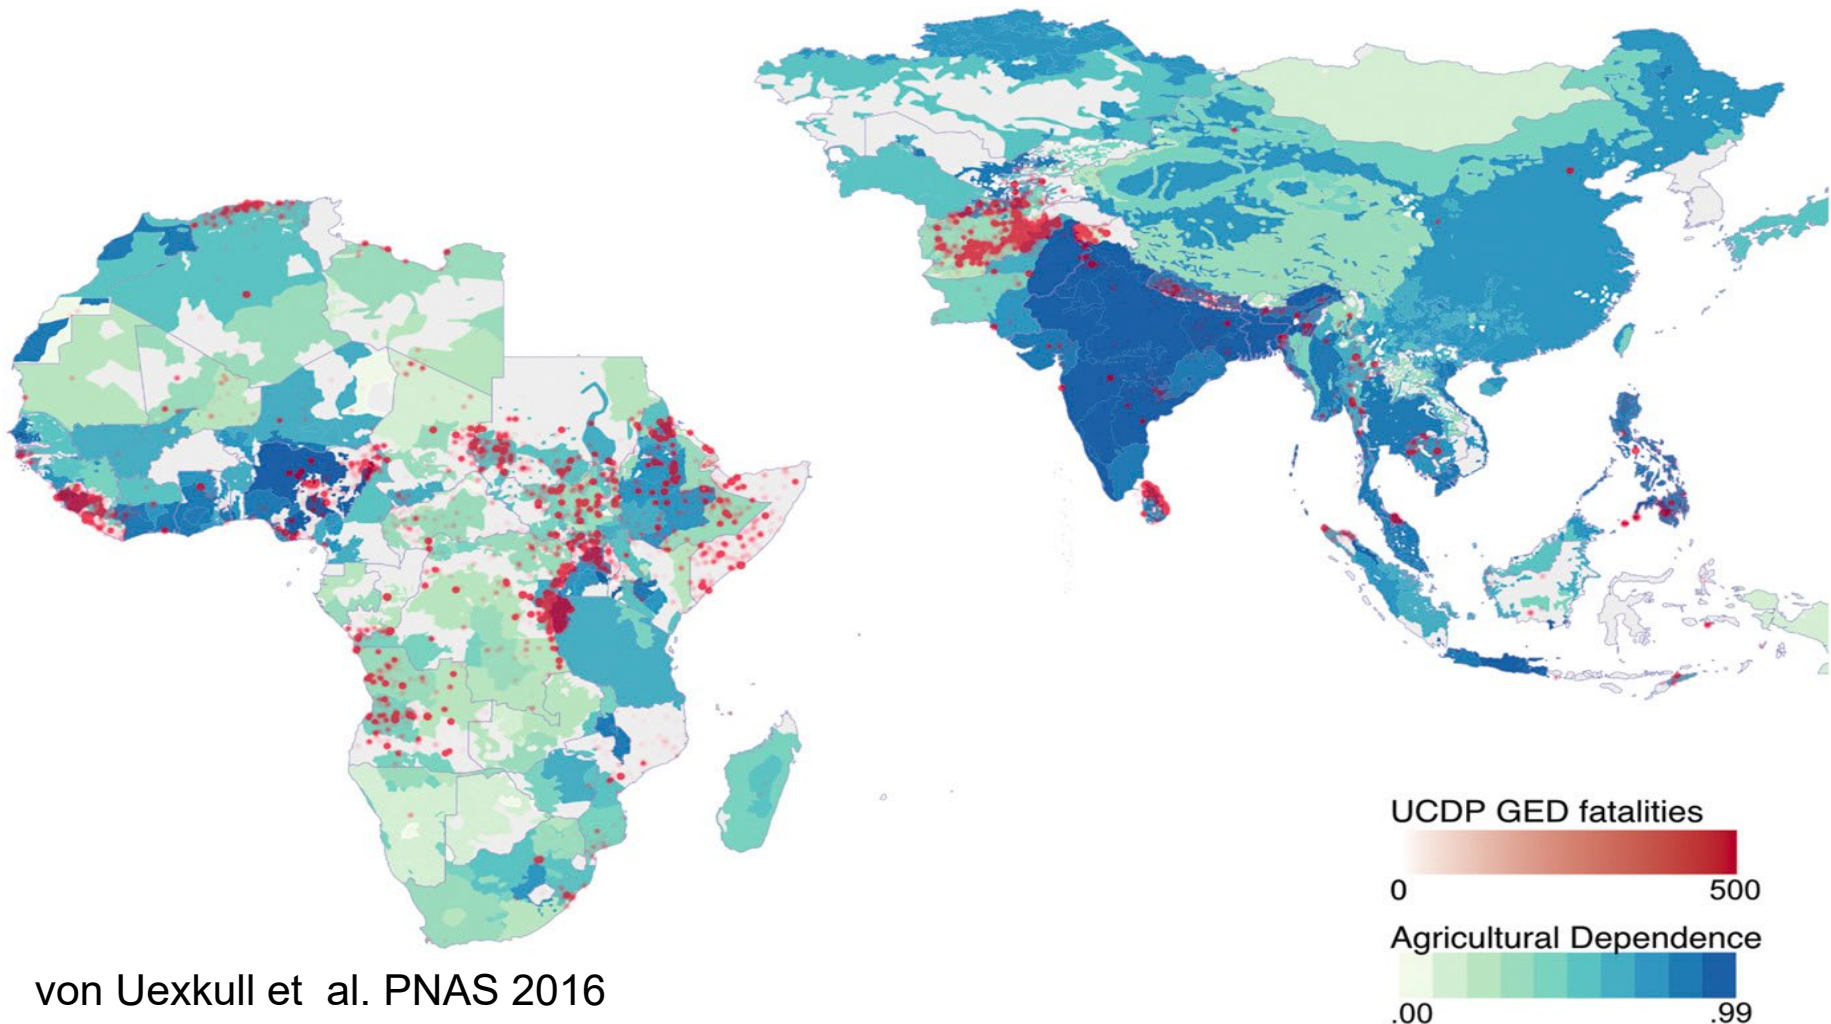 UCDP GED fatalities
0 500
Agricultural Dependence
.00 .99
von Uexkull et  al. PNAS 2016